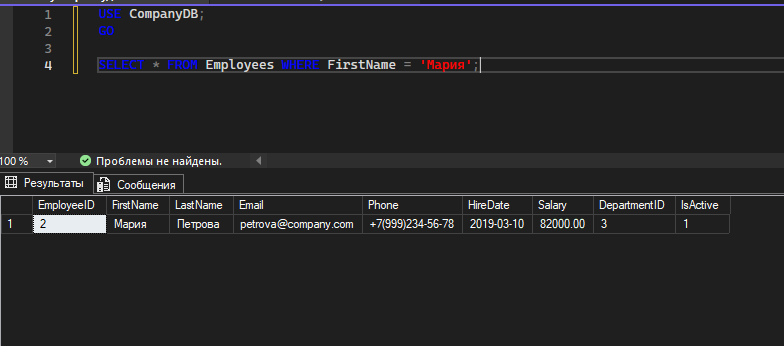 1 USE CompanyDB;
2 GO
3
4 SELECT * FROM Employees WHERE FirstName = 'Мария';
100 % Проблемы не найдены.
Результаты Сообщения
EmployeeID FirstName LastName Email Phone HireDate Salary DepartmentID IsActive
1 2 Мария Петрова petrova@company.com +7(999)234-56-78 2019-03-10 82000.00 3 1